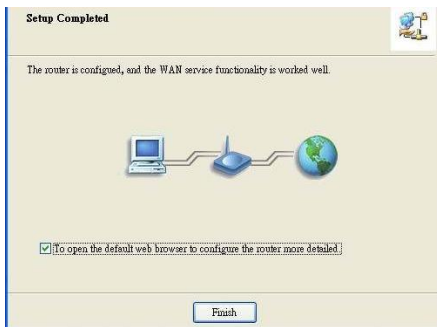 Setup Completed
The router is configued, and the WAN service functionality is worked well.
To open the default web browser to configure the router more detailed.
Finish